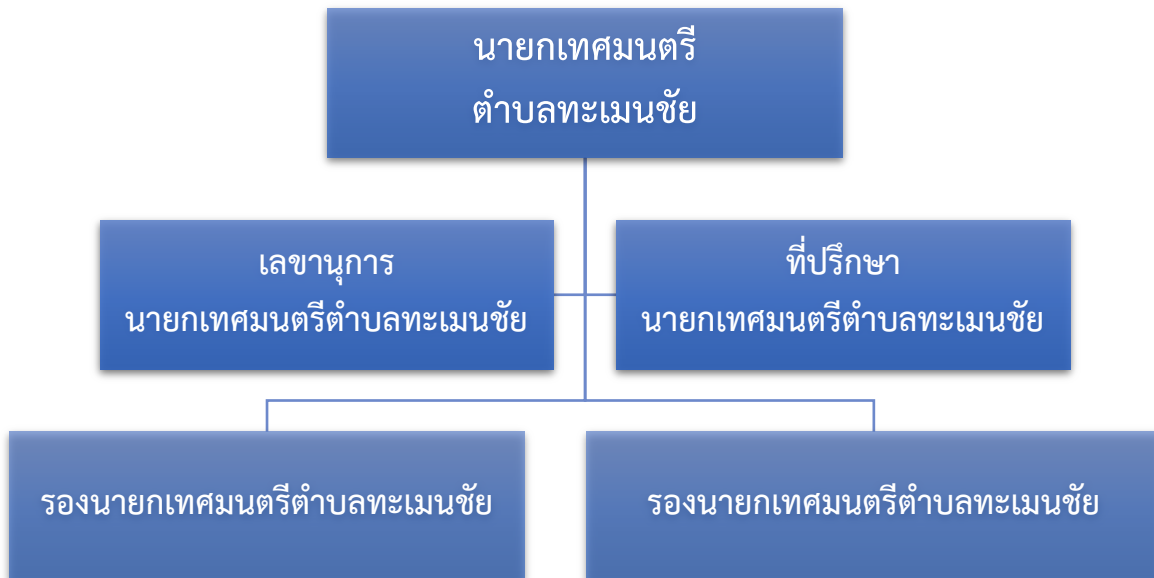 นายกเทศมนตรี
ตำบลทะเมนชัย
เลขานุการ
นายกเทศมนตรีตำบลทะเมนชัย
ที่ปรึกษา
นายกเทศมนตรีตำบลทะเมนชัย
รองนายกเทศมนตรีตำบลทะเมนชัย
รองนายกเทศมนตรีตำบลทะเมนชัย